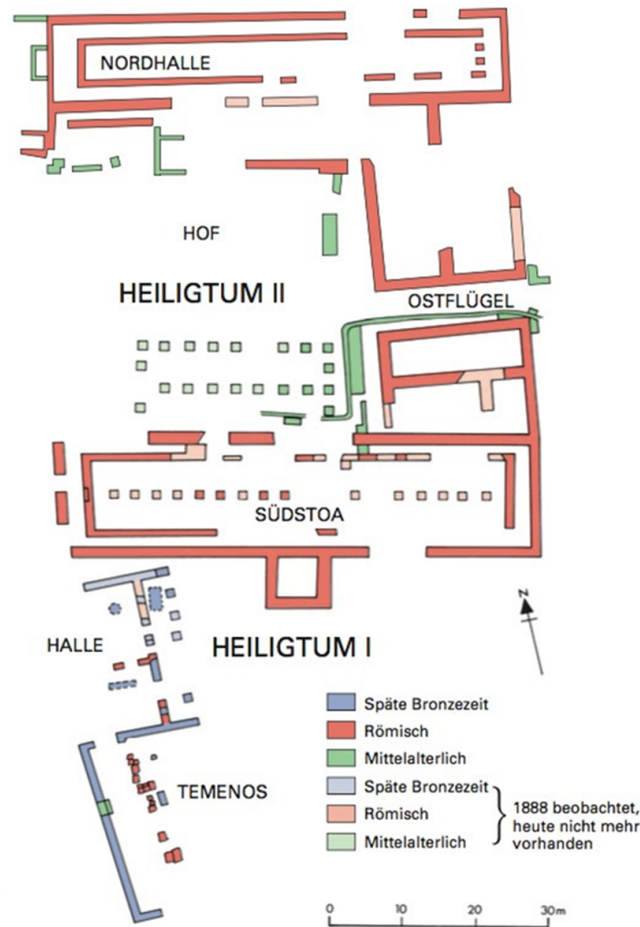 NORDHALLE
HOF
HEILIGTUM II
OSTFLÜGEL
SÜDSTOA
HALLE
HEILIGTUM I
TEMENOS
N
Späte Bronzezeit
Römisch
Mittelalterlich
Späte Bronzezeit
Römisch
Mittelalterlich
1888 beobachtet,
heute nicht mehr
vorhanden
0 10 20 30m